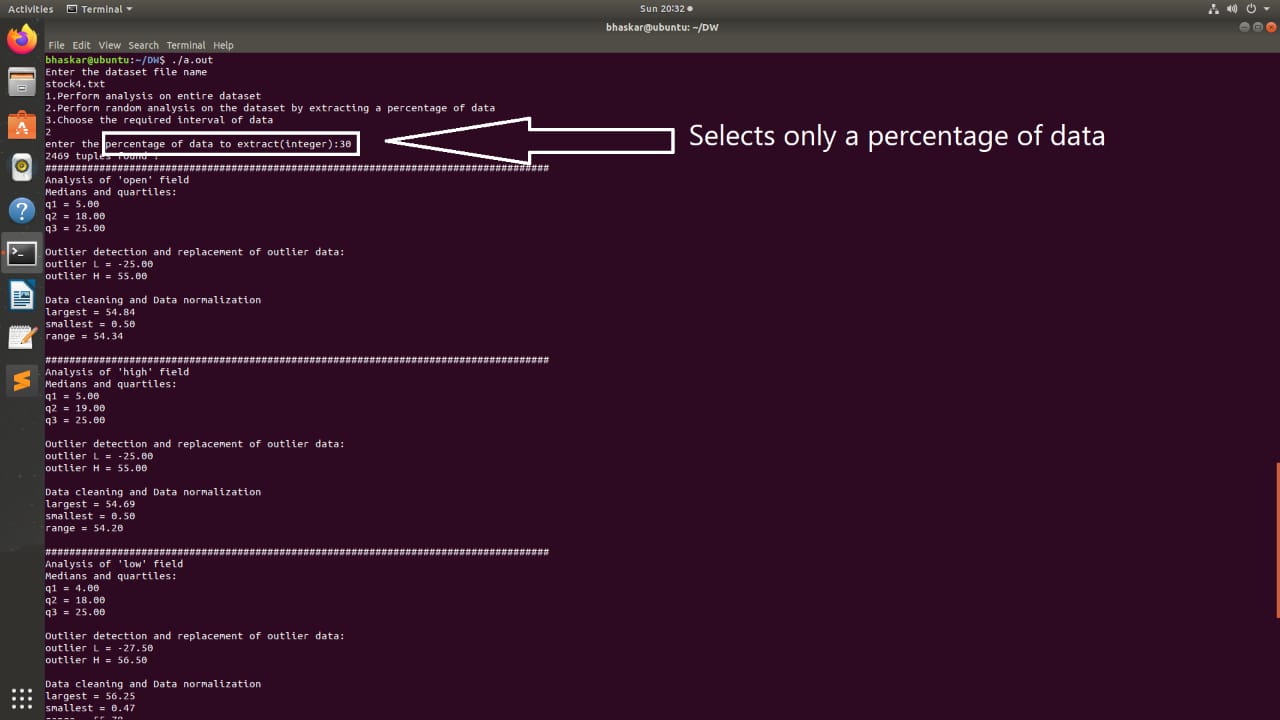 Activities Terminal Sun 20:32
bhaskar@ubuntu: ~/DW
File Edit View Search Terminal Help
bhaskar@ubuntu:~/DW$ ./a.out
Enter the dataset file name
stock4.txt
1.Perform analysis on entire dataset
2.Perform random analysis on the dataset by extracting a percentage of data
3.Choose the required interval of data
2
enter the percentage of data to extract(integer):30
Selects only a percentage of data
2469 tuples found !
####################################################################################
Analysis of 'open' field
Medians and quartiles:
q1 = 5.00
q2 = 18.00
q3 = 25.00
Outlier detection and replacement of outlier data:
outlier L = -25.00
outlier H = 55.00
Data cleaning and Data normalization
largest = 54.84
smallest = 0.50
range = 54.34
####################################################################################
Analysis of 'high' field
Medians and quartiles:
q1 = 5.00
q2 = 19.00
q3 = 25.00
Outlier detection and replacement of outlier data:
outlier L = -25.00
outlier H = 55.00
Data cleaning and Data normalization
largest = 54.69
smallest = 0.50
range = 54.20
####################################################################################
Analysis of 'low' field
Medians and quartiles:
q1 = 4.00
q2 = 18.00
q3 = 25.00
Outlier detection and replacement of outlier data:
outlier L = -27.50
outlier H = 56.50
Data cleaning and Data normalization
largest = 56.25
smallest = 0.47